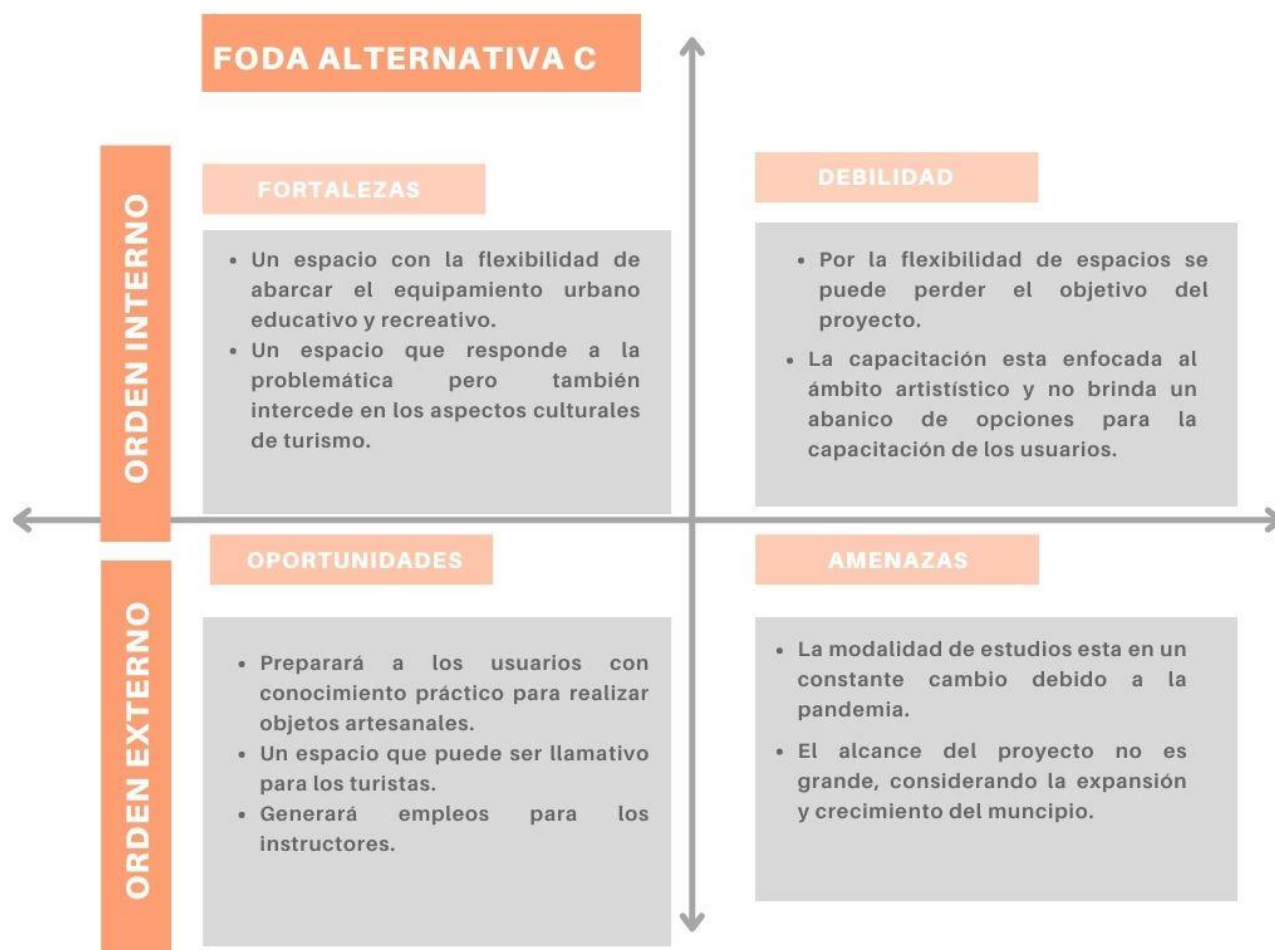 FODA ALTERNATIVA C
ORDEN INTERNO
FORTALEZAS
• Un espacio con la flexibilidad de
abarcar el equipamiento urbano
educativo y recreativo.
• Un espacio que responde a la
problemática pero también
intercede en los aspectos culturales
de turismo.
DEBILIDAD
• Por la flexibilidad de espacios se
puede perder el objetivo del
proyecto.
• La capacitación esta enfocada al
ámbito artistístico y no brinda un
abanico de opciones para la
capacitación de los usuarios.
ORDEN EXTERNO
OPORTUNIDADES
• Preparará a los usuarios con
conocimiento práctico para realizar
objetos artesanales.
• Un espacio que puede ser llamativo
para los turistas.
• Generará empleos para los
instructores.
AMENAZAS
• La modalidad de estudios esta en un
constante cambio debido a la
pandemia.
• El alcance del proyecto no es
grande, considerando la expansión
y crecimiento del muncipio.